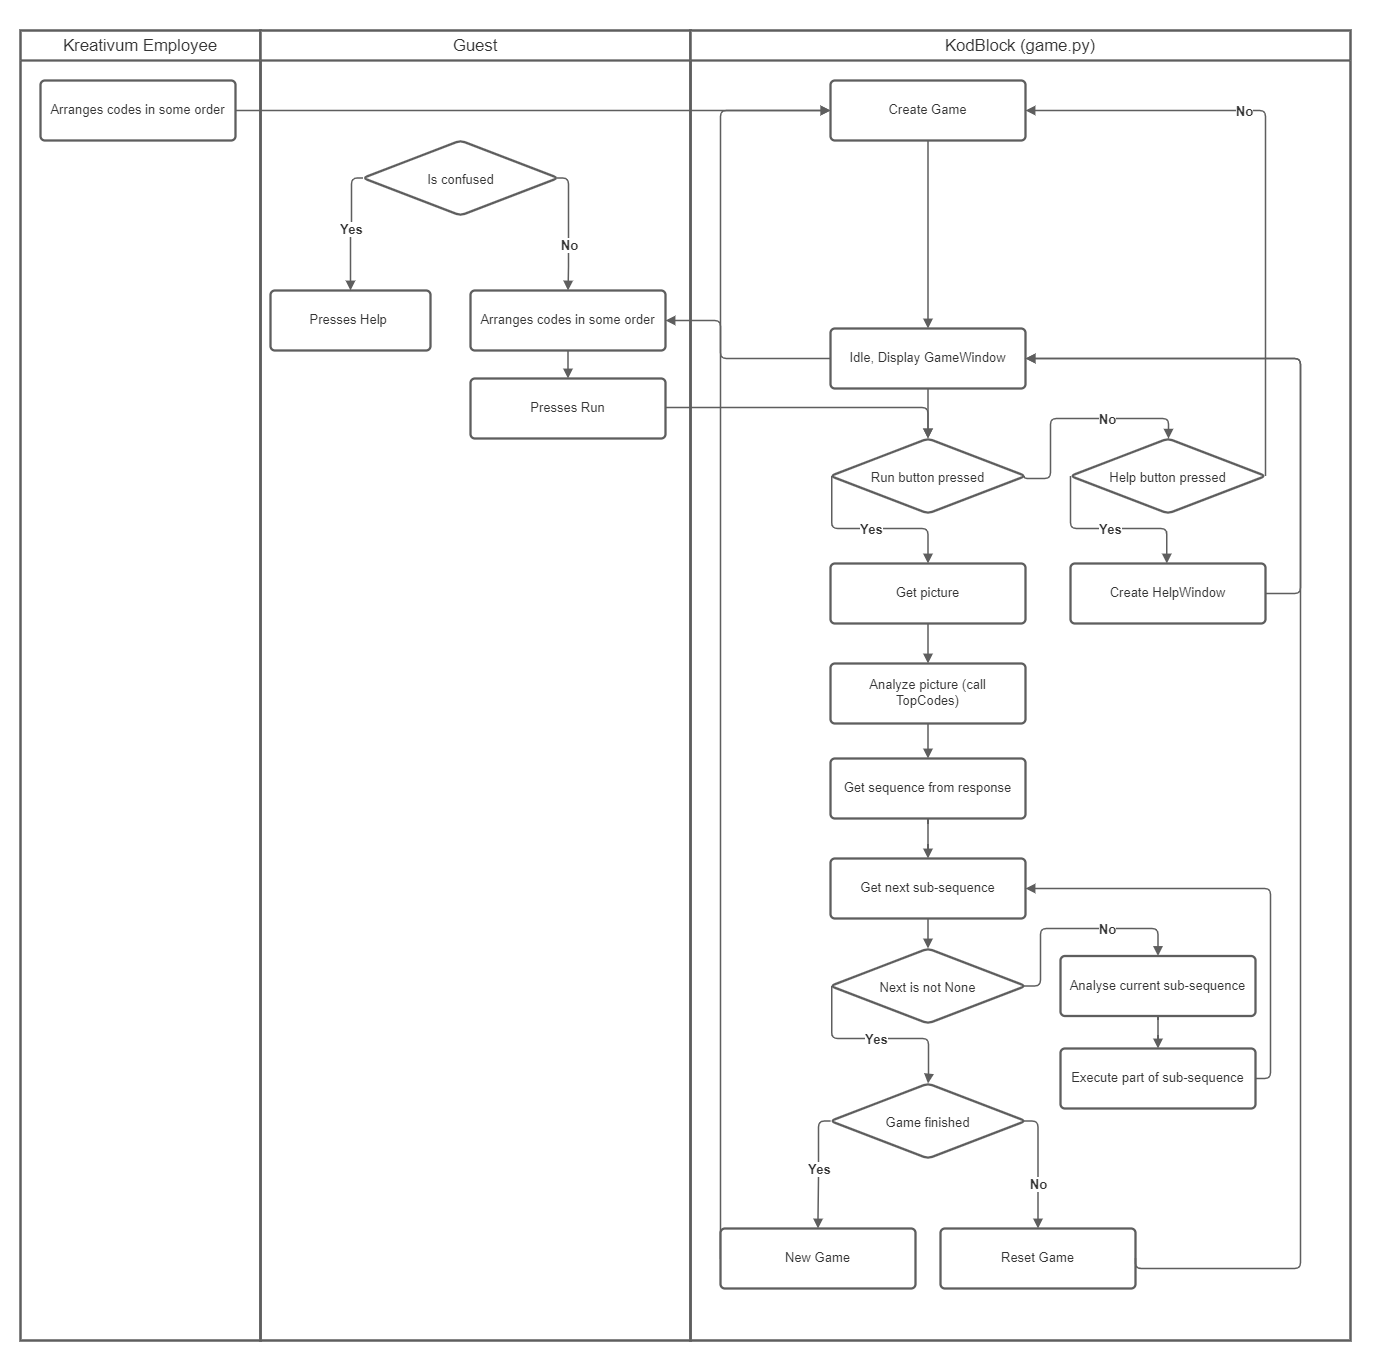 Kreativum Employee
Guest
KodBlock (game.py)
Arranges codes in some order
Create Game
No
Is confused
Yes
No
Presses Help
Arranges codes in some order
Idle, Display GameWindow
Presses Run
No
Run button pressed
Help button pressed
Yes
Yes
Get picture
Create HelpWindow
Analyze picture (call
TopCodes)
Get sequence from response
Get next sub-sequence
No
Next is not None
Analyse current sub-sequence
Yes
Execute part of sub-sequence
Game finished
Yes
No
New Game
Reset Game